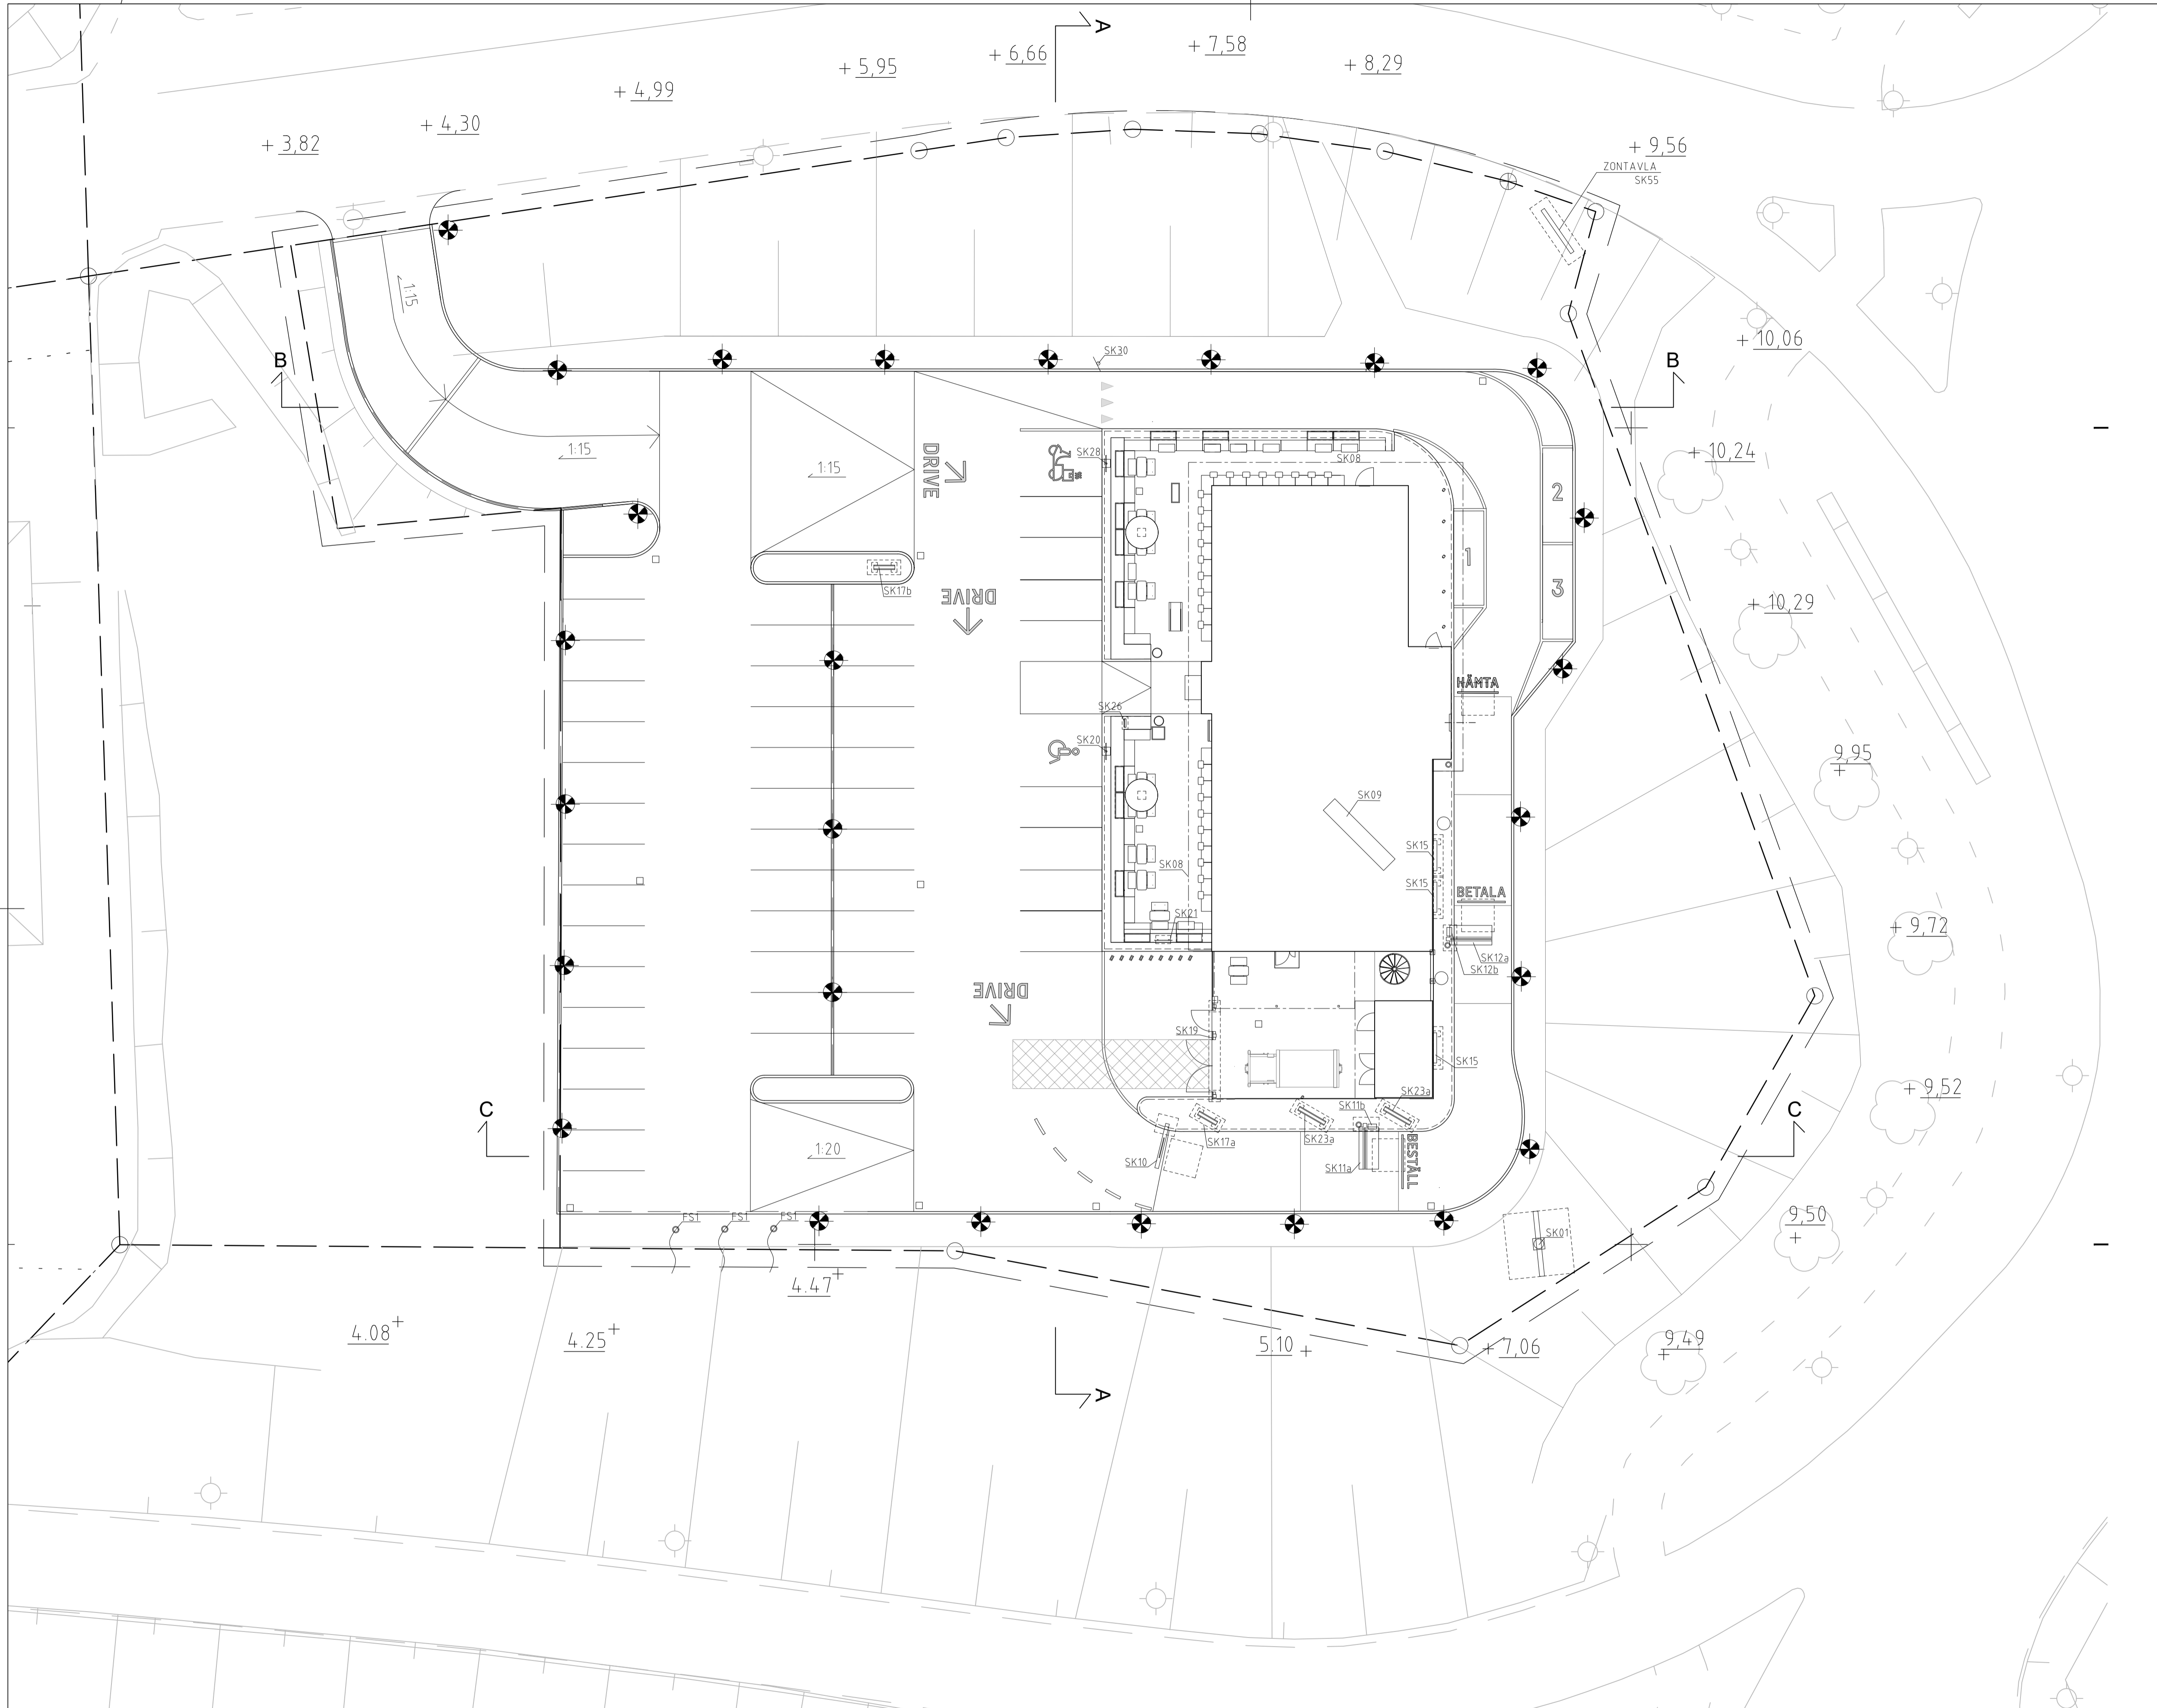 A
+ 7,58
+ 6,66
+ 8,29
+ 5,95
+ 4,99
+ 4,30
+ 3,82
+ 9,56
ZONTAVLA
SK55
1:15
+ 10,06
B
B
SK30
1:15
1:15
DRIVE
SK28
SK08
+ 10,24
2
1
3
SK17b
DRIVE
+ 10,29
HÄMTA
SK26
SK20
9,95
+
SK09
SK15
SK08
SK15
BETALA
SK21
+ 9,72
SK12a
SK12b
DRIVE
SK19
SK15
SK23a
+ 9,52
SK11b
C
C
1:20
SK17a
SK23a
BESTÄLL
SK10
SK11a
FS1
FS1
FS1
9,50
+
SK01
4.47+
4.08+
4.25+
5.10 +
+ 7,06
9,49
+
A